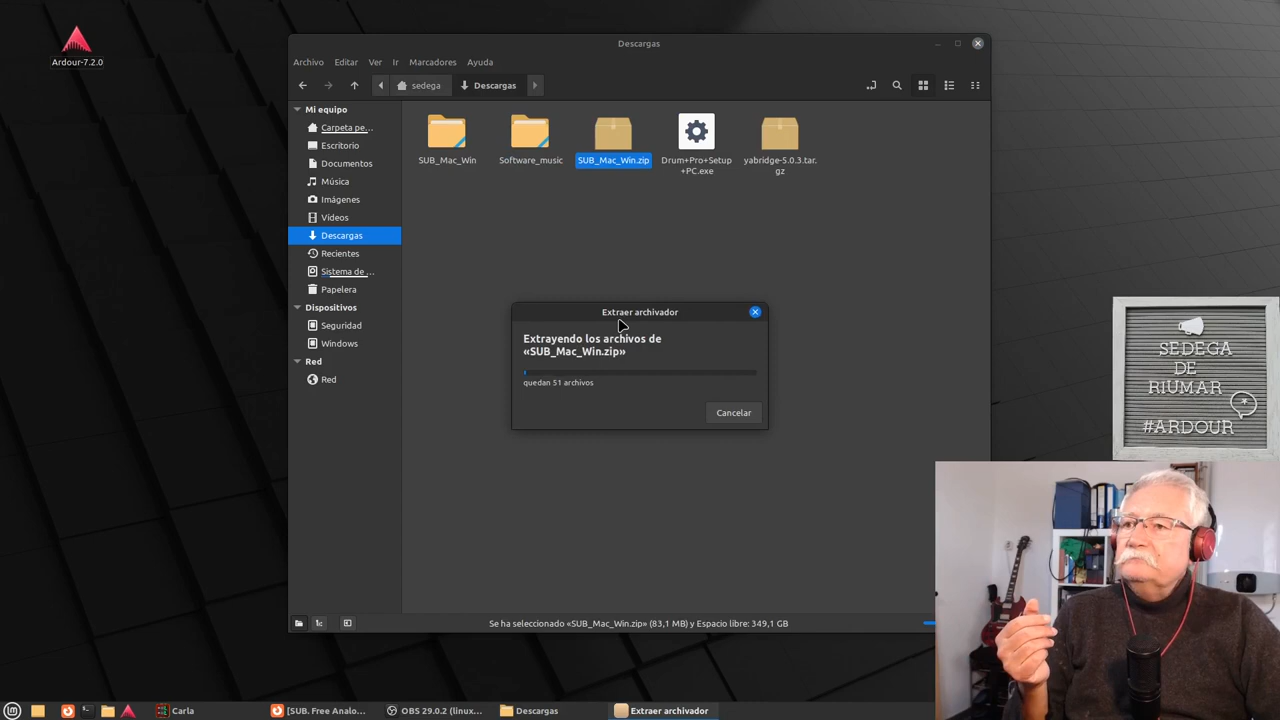 Ardour-7.2.0
Descargas
Archivo Editar Ver Ir Marcadores Ayuda
sedega Descargas
Mi equipo
Carpeta pe...
Escritorio
Documentos
Música
Imágenes
Vídeos
Descargas
Recientes
Sistema de ...
Papelera
Dispositivos
Seguridad
Windows
Red
Red
SUB_Mac_Win
Software_music
SUB_Mac_Win.zip
Drum+Pro+Setup
+PC.exe
yabridge-5.0.3.tar.
gz
Extraer archivador
Extrayendo los archivos de
«SUB_Mac_Win.zip»
quedan 51 archivos
Cancelar
SEDEGA
DE
RIUMAR
#ARDOUR
Se ha seleccionado «SUB_Mac_Win.zip» (83,1 MB) y Espacio libre: 349,1 GB
Carla
[SUB. Free Analo...
OBS 29.0.2 (linux...
Descargas
Extraer archivador